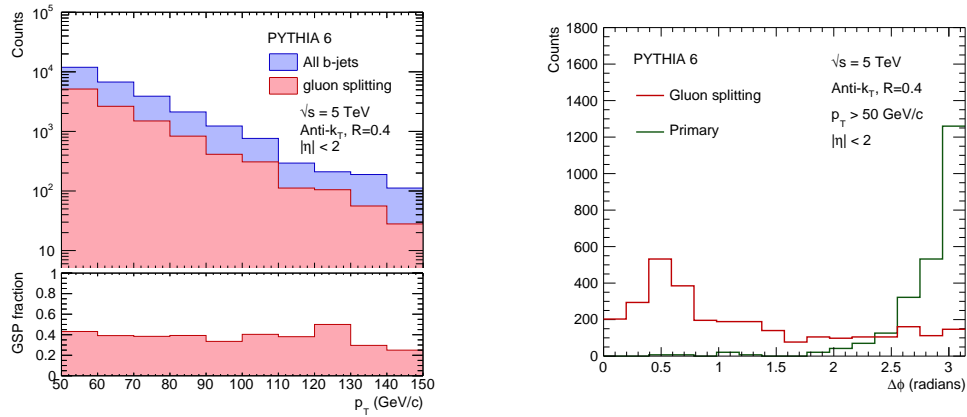 Counts
10^5
10^4
10^3
10^2
10
PYTHIA 6
All b-jets
gluon splitting
√s = 5 TeV
Anti-k_T, R=0.4
|η| < 2
GSP fraction
1
0.8
0.6
0.4
0.2
0
50 60 70 80 90 100 110 120 130 140 150
p_T (GeV/c)
Counts
1800
1600
1400
1200
1000
800
600
400
200
0
PYTHIA 6
Gluon splitting
Primary
√s = 5 TeV
Anti-k_T, R=0.4
p_T > 50 GeV/c
|η| < 2
0 0.5 1 1.5 2 2.5 3
Δϕ (radians)